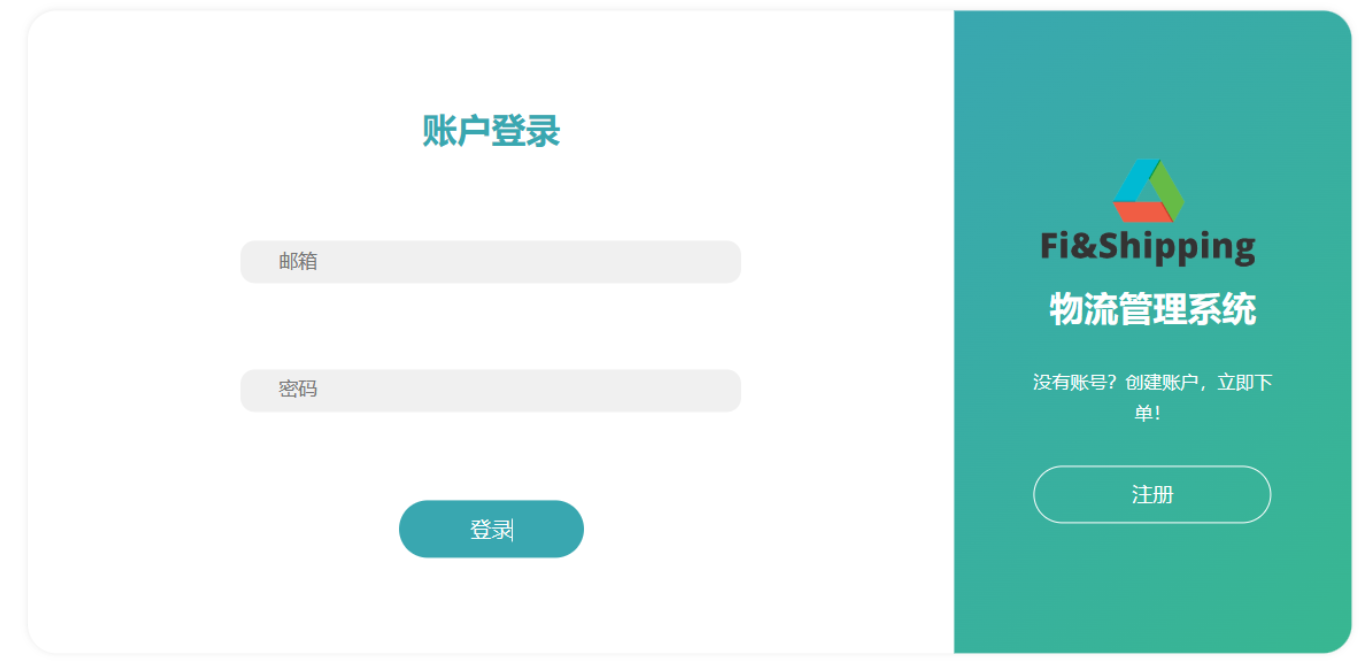 账户登录
邮箱
密码
登录
Fi&Shipping
物流管理系统
没有账号？创建账户，立即下
单！
注册